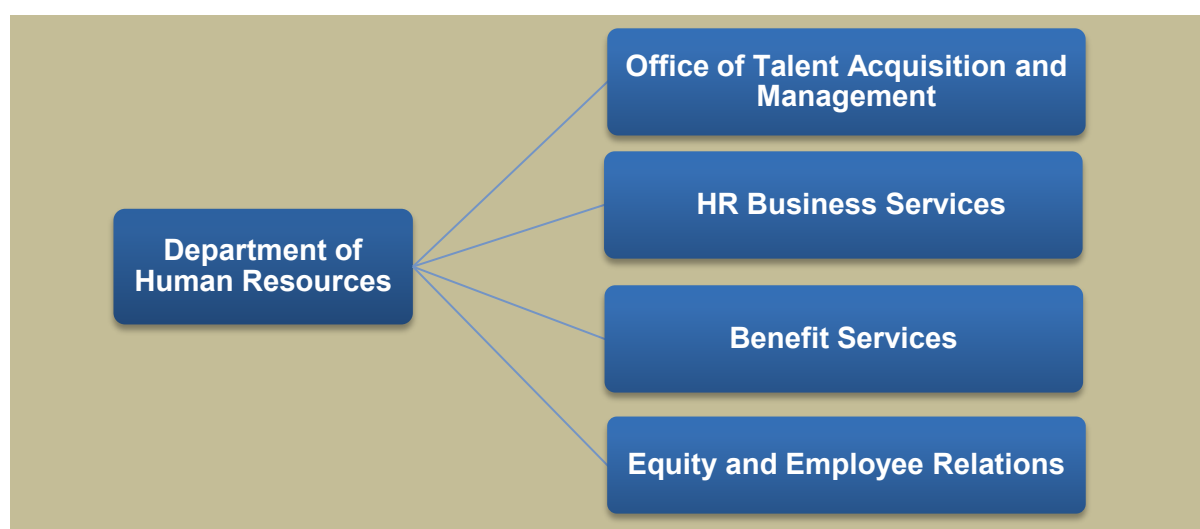 Department of
Human Resources
Office of Talent Acquisition and
Management
HR Business Services
Benefit Services
Equity and Employee Relations